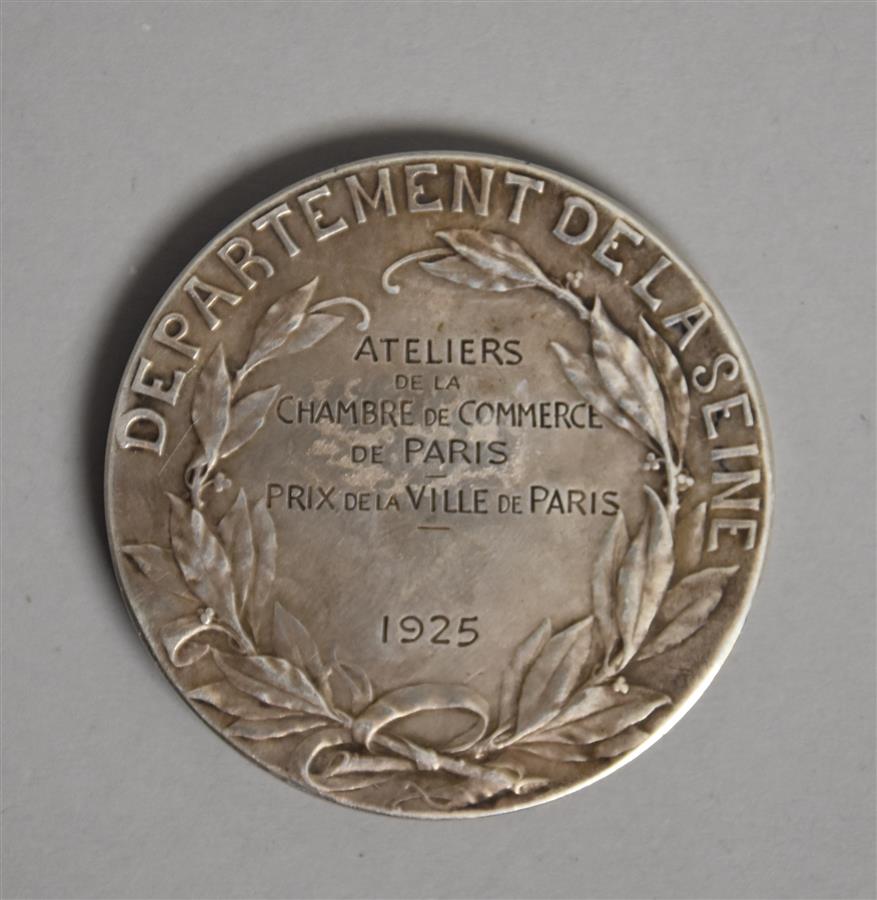 DEPARTEMENT DE LA SEINE
ATELIERS
DE LA
CHAMBRE DE COMMERCE
DE PARIS
PRIX DE LA VILLE DE PARIS
1925